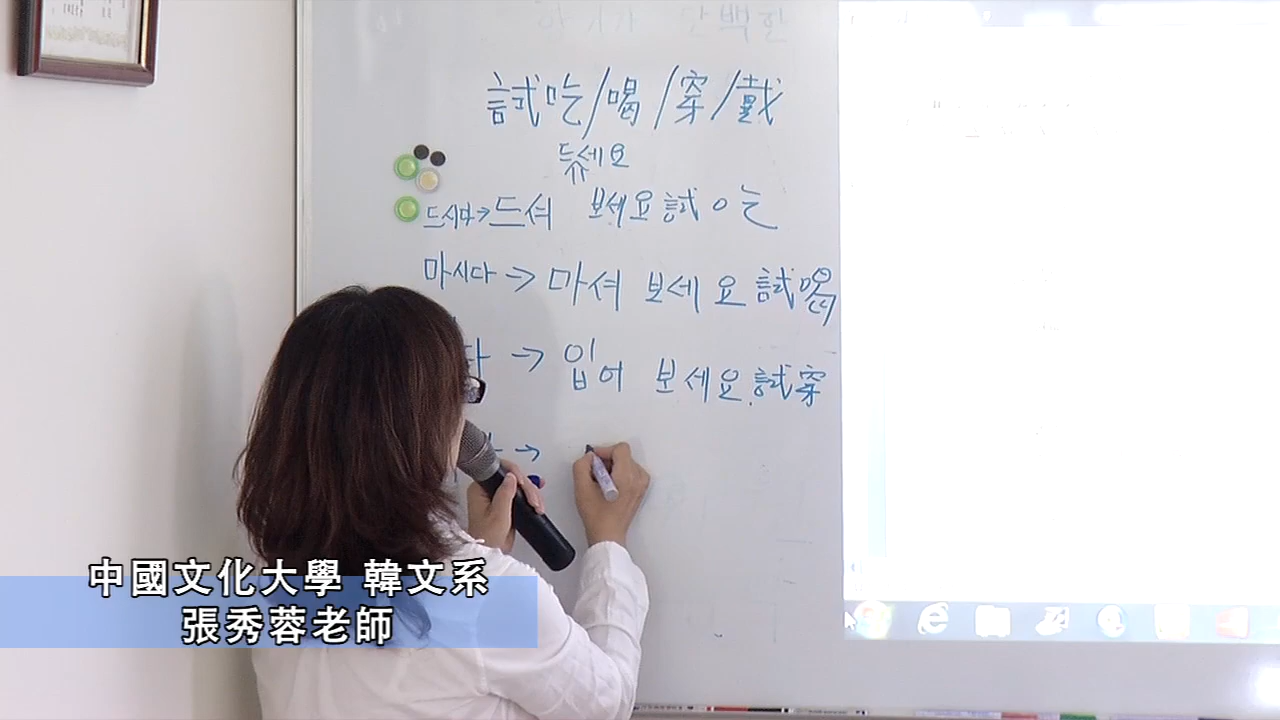 試吃/喝/穿/戴
드세요
드시다→드셔 보세요 試吃
마시다 → 마셔 보세요 試喝
다 → 입어 보세요 試穿
→
中國文化大學 韓文系
張秀蓉老師